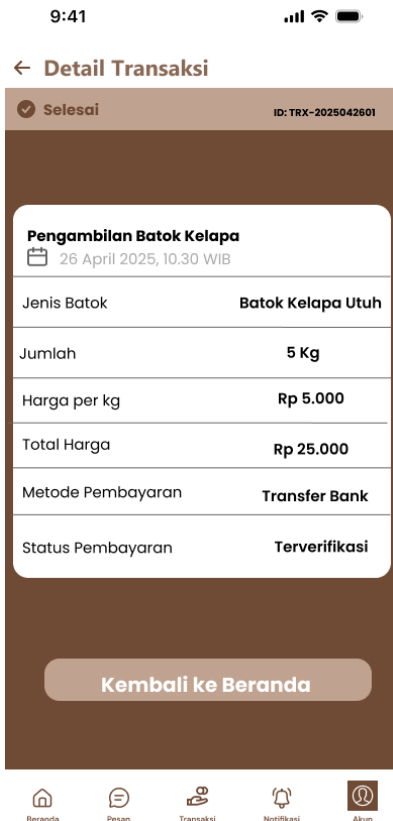 9:41
Detail Transaksi
Selesai ID: TRX-2025042601
Pengambilan Batok Kelapa
26 April 2025, 10.30 WIB
Jenis Batok Batok Kelapa Utuh
Jumlah 5 Kg
Harga per kg Rp 5.000
Total Harga Rp 25.000
Metode Pembayaran Transfer Bank
Status Pembayaran Terverifikasi
Kembali ke Beranda
Beranda Pesan Transaksi Notifikasi Akun